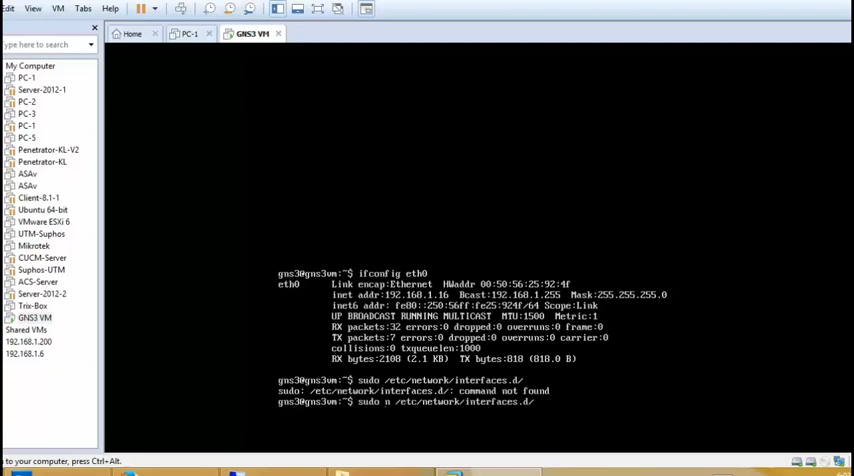 Edit View VM Tabs Help
ype here to search
Home PC-1 GNS3 VM
My Computer
PC-1
Server-2012-1
PC-2
PC-3
PC-1
PC-5
Penetrator-KL-V2
Penetrator-KL
ASAv
ASAv
Client-8.1-1
Ubuntu 64-bit
VMware ESXi 6
UTM-Suphos
Mikrotek
CUCM-Server
Suphos-UTM
ACS-Server
Server-2012-2
Trix-Box
GNS3 VM
Shared VMs
192.168.1.200
192.168.1.6
gns3@gns3vm:~$ ifconfig eth0
eth0 Link encap:Ethernet HWaddr 00:50:56:25:92:4f
inet addr:192.168.1.16 Bcast:192.168.1.255 Mask:255.255.255.0
inet6 addr: fe80::250:56ff:fe25:924f/64 Scope:Link
UP BROADCAST RUNNING MULTICAST MTU:1500 Metric:1
RX packets:32 errors:0 dropped:0 overruns:0 frame:0
TX packets:7 errors:0 dropped:0 overruns:0 carrier:0
collisions:0 txqueuelen:1000
RX bytes:2108 (2.1 KB) TX bytes:818 (818.0 B)
gns3@gns3vm:~$ sudo /etc/network/interfaces.d/
sudo: /etc/network/interfaces.d/: command not found
gns3@gns3vm:~$ sudo n /etc/network/interfaces.d/
n to your computer, press Ctrl+Alt.